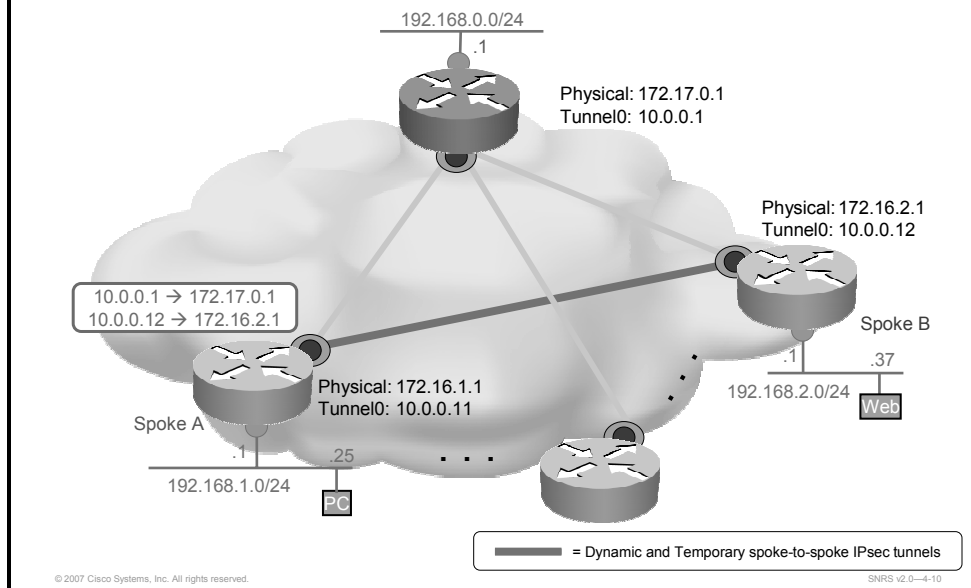 192.168.0.0/24
.1
Physical: 172.17.0.1
Tunnel0: 10.0.0.1
Physical: 172.16.2.1
Tunnel0: 10.0.0.12
10.0.0.1 → 172.17.0.1
10.0.0.12 → 172.16.2.1
Spoke B
.1
.37
192.168.2.0/24
Web
Physical: 172.16.1.1
Tunnel0: 10.0.0.11
Spoke A
.1
.25
192.168.1.0/24
PC
. . .
. . .
= Dynamic and Temporary spoke-to-spoke IPsec tunnels
© 2007 Cisco Systems, Inc. All rights reserved.
SNRS v2.0—4-10